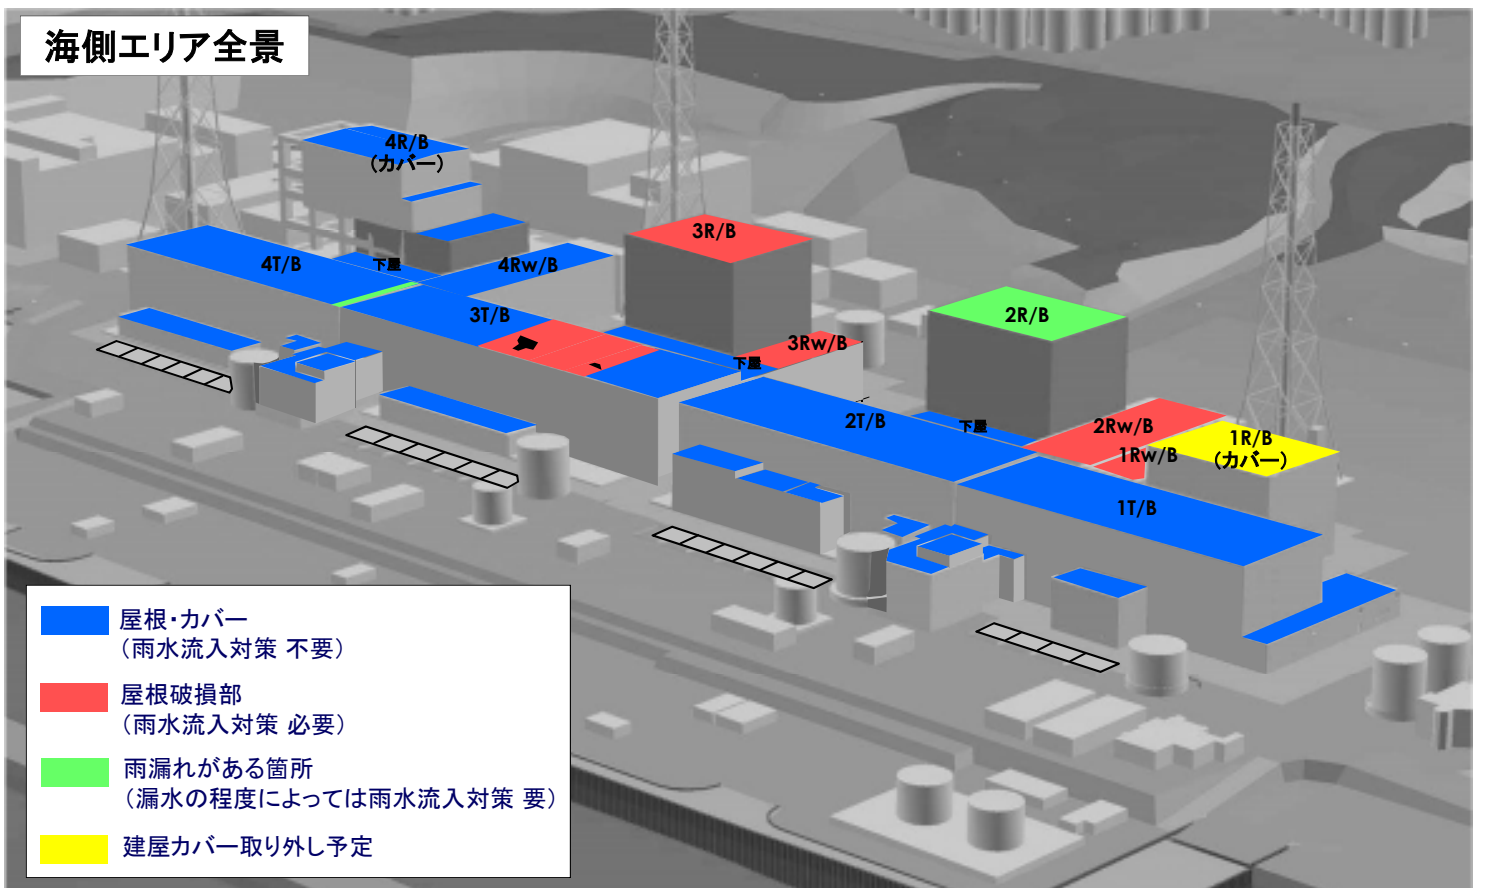 海側エリア全景
4R/B
(カバー)
4T/B
下屋
4Rw/B
3R/B
3T/B
下屋
3Rw/B
2R/B
2T/B
下屋
2Rw/B
1Rw/B
1R/B
(カバー)
1T/B
屋根・カバー
（雨水流入対策 不要）
屋根破損部
（雨水流入対策 必要）
雨漏れがある箇所
（漏水の程度によっては雨水流入対策 要）
建屋カバー取り外し予定